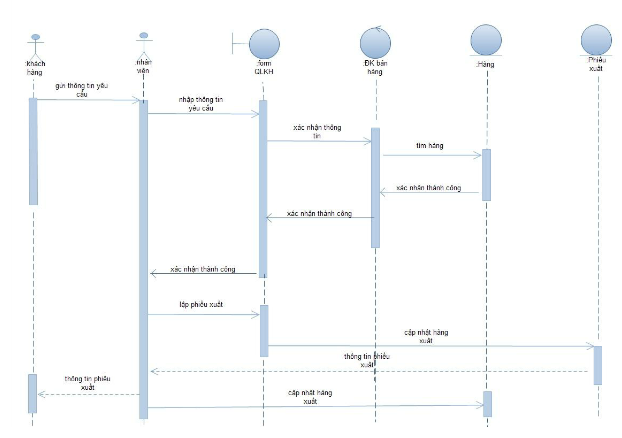 :khách
hàng
:nhân
viên
:form
QLKH
:ĐK bán
hàng
:Hàng
:Phiếu
xuất
gửi thông tin yêu
cầu
nhập thông tin
yêu cầu
xác nhận thông
tin
tìm hàng
xác nhận thành công
xác nhận thành công
xác nhận thành công
lập phiếu xuất
cập nhật hàng
xuất
thông tin phiếu
xuất
thông tin phiếu
xuất
cập nhật hàng
xuất